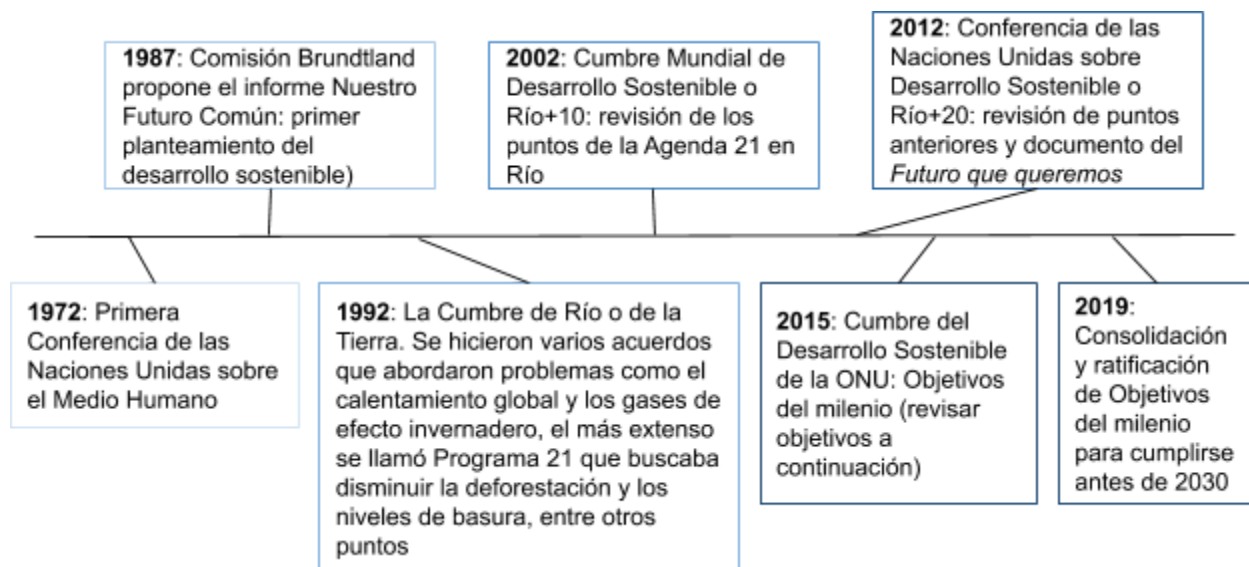 1987: Comisión Brundtland
propone el informe Nuestro
Futuro Común: primer
planteamiento del
desarrollo sostenible)
2002: Cumbre Mundial de
Desarrollo Sostenible o
Río+10: revisión de los
puntos de la Agenda 21 en
Río
2012: Conferencia de las
Naciones Unidas sobre
Desarrollo Sostenible o
Río+20: revisión de puntos
anteriores y documento del
Futuro que queremos
1972: Primera
Conferencia de las
Naciones Unidas sobre
el Medio Humano
1992: La Cumbre de Río o de la
Tierra. Se hicieron varios acuerdos
que abordaron problemas como el
calentamiento global y los gases de
efecto invernadero, el más extenso
se llamó Programa 21 que buscaba
disminuir la deforestación y los
niveles de basura, entre otros
puntos
2015: Cumbre del
Desarrollo Sostenible
de la ONU: Objetivos
del milenio (revisar
objetivos a
continuación)
2019:
Consolidación
y ratificación
de Objetivos
del milenio
para cumplirse
antes de 2030